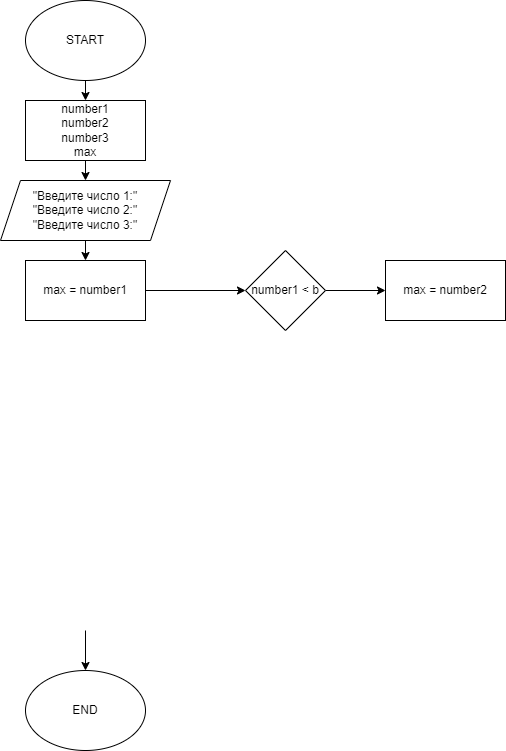 START
number1
number2
number3
max
"Введите число 1:"
"Введите число 2:"
"Введите число 3:"
max = number1
number1 < b
max = number2
END